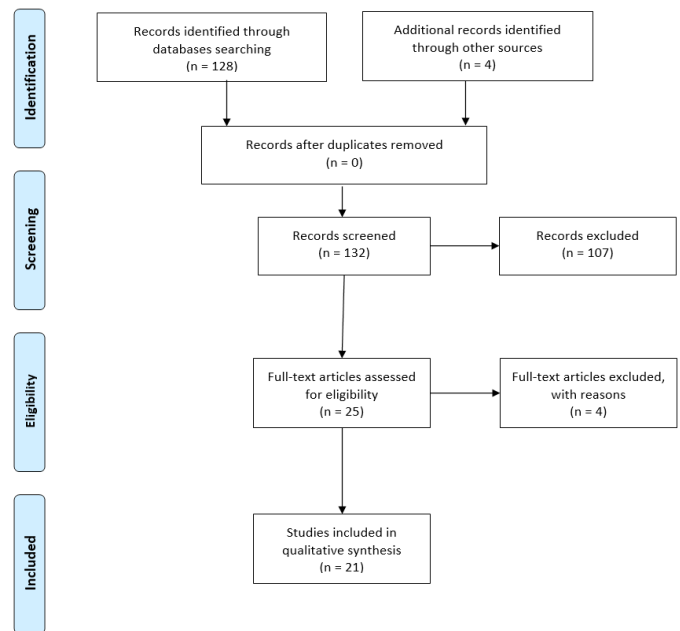 Identification
Records identified through
databases searching
(n = 128)
Additional records identified
through other sources
(n = 4)
Records after duplicates removed
(n = 0)
Screening
Records screened
(n = 132)
Records excluded
(n = 107)
Eligibility
Full-text articles assessed
for eligibility
(n = 25)
Full-text articles excluded,
with reasons
(n = 4)
Included
Studies included in
qualitative synthesis
(n = 21)